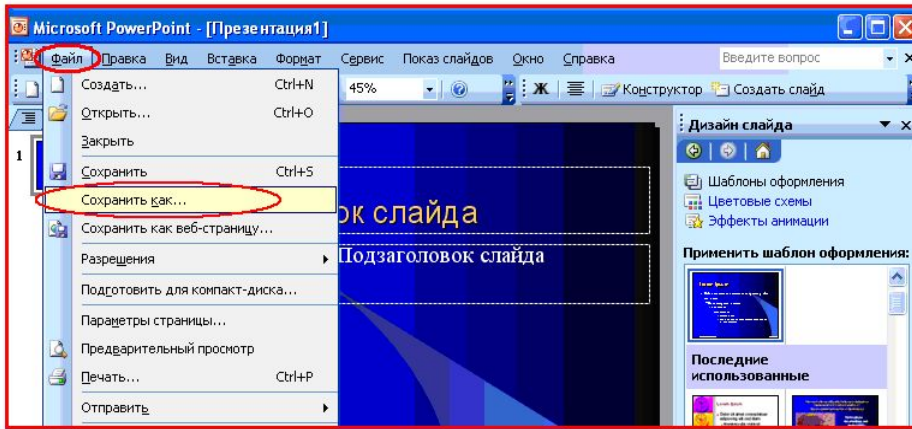 Microsoft PowerPoint - [Презентация1]
Файл Правка Вид Вставка Формат Сервис Показ слайдов Окно Справка Введите вопрос
45% Ж Конструктор Создать слайд
Создать... Ctrl+N
Открыть... Ctrl+O
Закрыть
Сохранить Ctrl+S
Сохранить как...
Сохранить как веб-страницу...
Разрешения
Подготовить для компакт-диска...
Параметры страницы...
Предварительный просмотр
Печать... Ctrl+P
Отправить
1
ок слайда
Подзаголовок слайда
Дизайн слайда
Шаблоны оформления
Цветовые схемы
Эффекты анимации
Применить шаблон оформления:
Последние
использованные